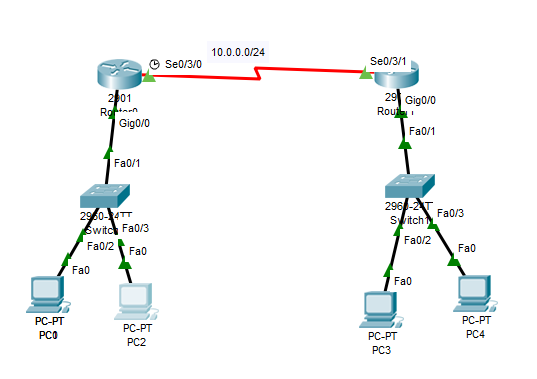 10.0.0.0/24
Se0/3/0
Se0/3/1
2901
Gig0/0
Gig0/0
Fa0/1
Fa0/1
Switch1
Fa0/3
Fa0/3
Fa0/2
Fa0/2
Fa0
Fa0
Fa0
Fa0
PC-PT
PC-PT
PC2
PC-PT
PC3
PC-PT
PC4